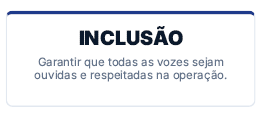 INCLUSÃO
Garantir que todas as vozes sejam
ouvidas e respeitadas na operação.